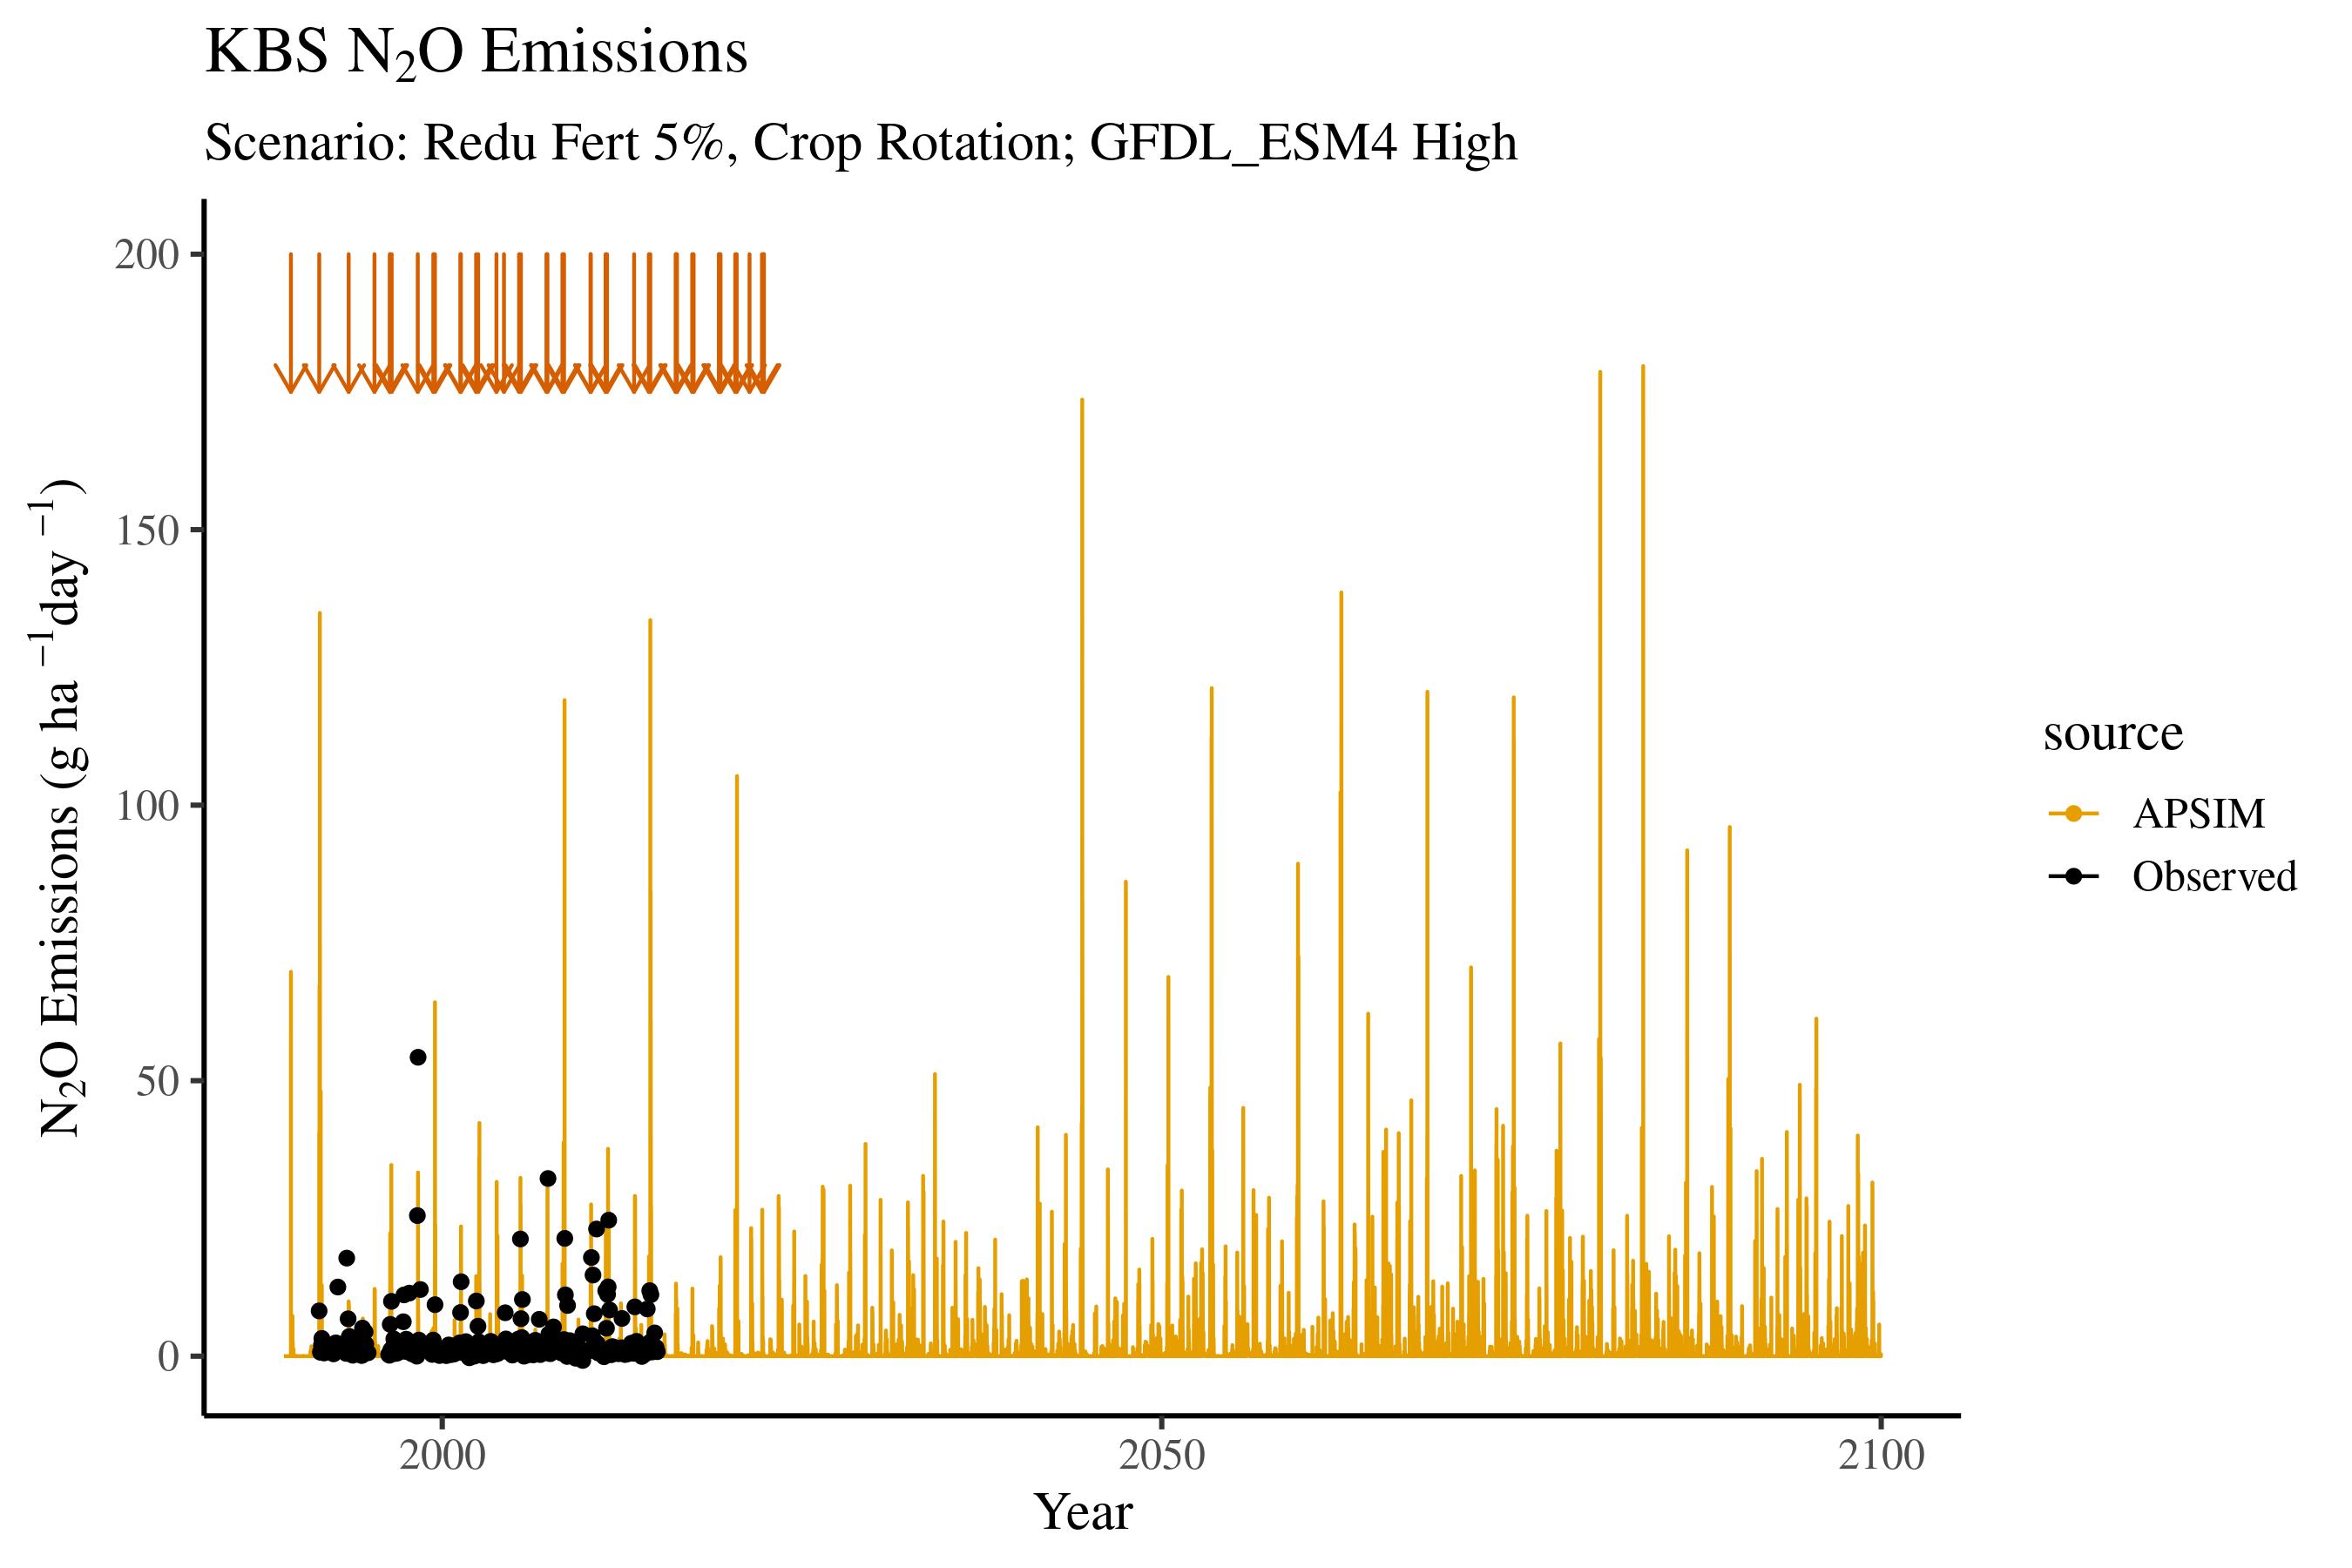 KBS N₂O Emissions
Scenario: Redu Fert 5%, Crop Rotation; GFDL_ESM4 High
N₂O Emissions (g ha ⁻¹day ⁻¹)
200
150
100
50
0
2000
2050
2100
Year
source
APSIM
Observed